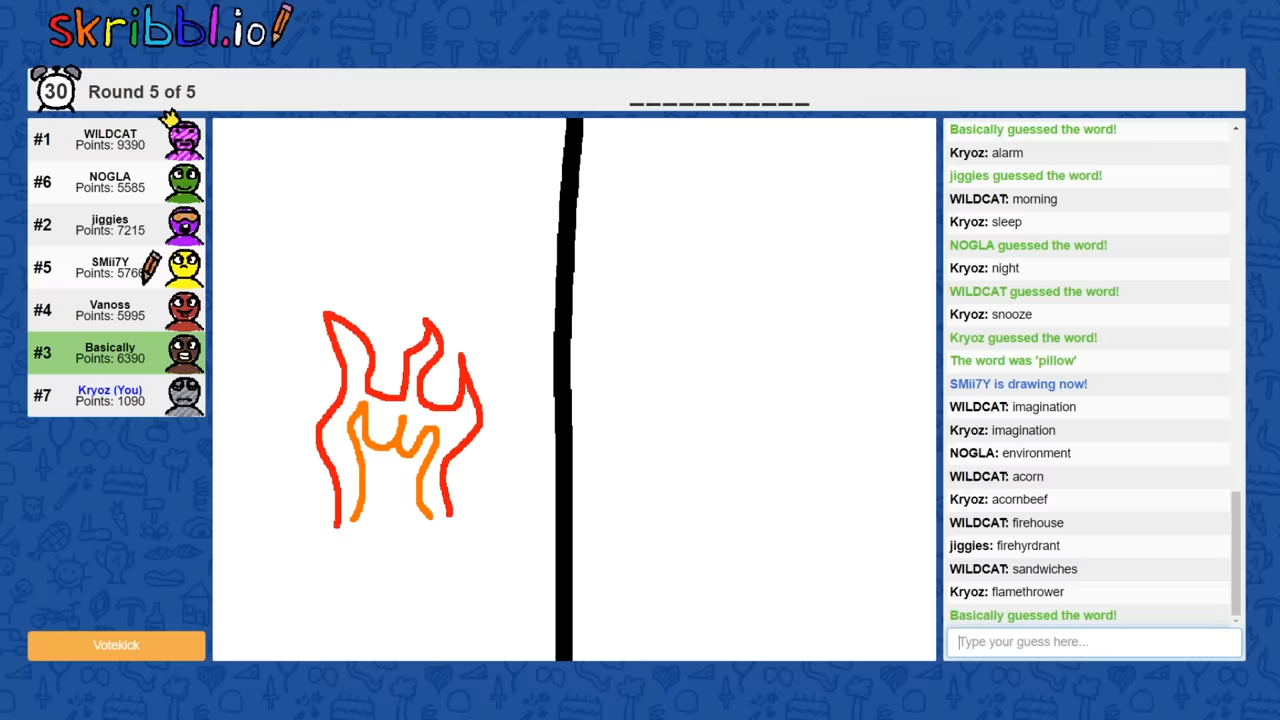 skribbl.io
30
Round 5 of 5
___________
#1
WILDCAT
Points: 9390
#6
NOGLA
Points: 5585
#2
jiggies
Points: 7215
#5
SMii7Y
Points: 5766
#4
Vanoss
Points: 5995
#3
Basically
Points: 6390
#7
Kryoz (You)
Points: 1090
Votekick
Basically guessed the word!
Kryoz: alarm
jiggies guessed the word!
WILDCAT: morning
Kryoz: sleep
NOGLA guessed the word!
Kryoz: night
WILDCAT guessed the word!
Kryoz: snooze
Kryoz guessed the word!
The word was 'pillow'
SMii7Y is drawing now!
WILDCAT: imagination
Kryoz: imagination
NOGLA: environment
WILDCAT: acorn
Kryoz: acornbeef
WILDCAT: firehouse
jiggies: firehyrdrant
WILDCAT: sandwiches
Kryoz: flamethrower
Basically guessed the word!
Type your guess here...